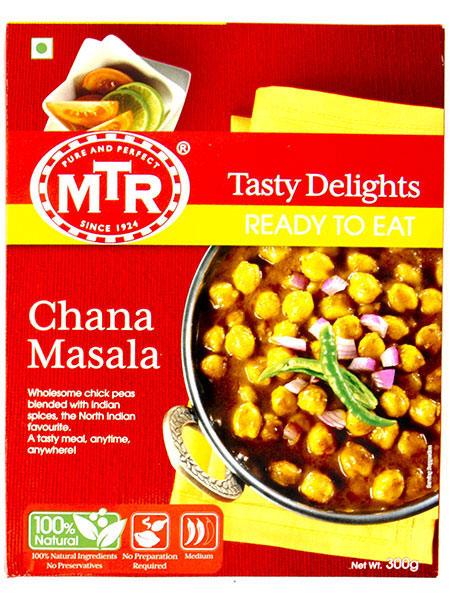 PURE AND PERFECT
MTR®
SINCE 1924
Tasty Delights
READY TO EAT
Chana
Masala
Wholesome chick peas
blended with Indian
spices, the North Indian
favourite.
A tasty meal, anytime,
anywhere!
Serving Suggestion
100%
Natural
100% Natural Ingredients
No Preservatives
No Preparation
Required
Medium
Net Wt. 300g